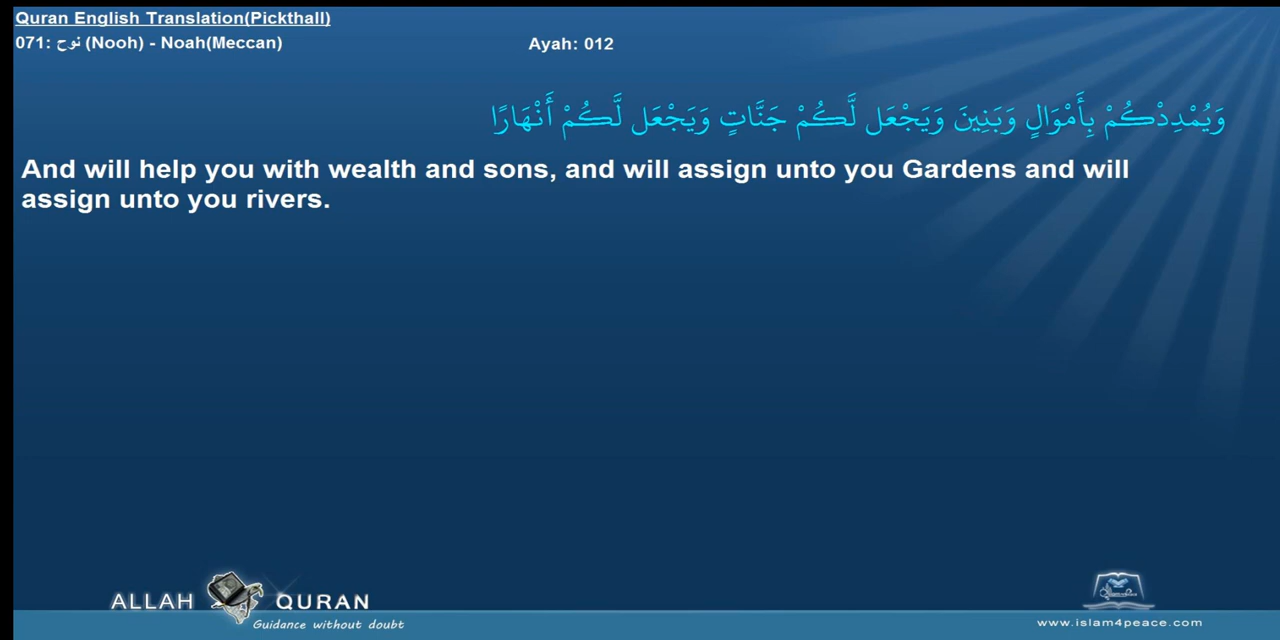 Quran English Translation(Pickthall)
071: نوح (Nooh) - Noah(Meccan)
Ayah: 012
وَيُمْدِدْكُمْ بِأَمْوَالٍ وَبَنِينَ وَيَجْعَل لَّكُمْ جَنَّاتٍ وَيَجْعَل لَّكُمْ أَنْهَارًا
And will help you with wealth and sons, and will assign unto you Gardens and will
assign unto you rivers.
ALLAH QURAN
Guidance without doubt
www.islam4peace.com